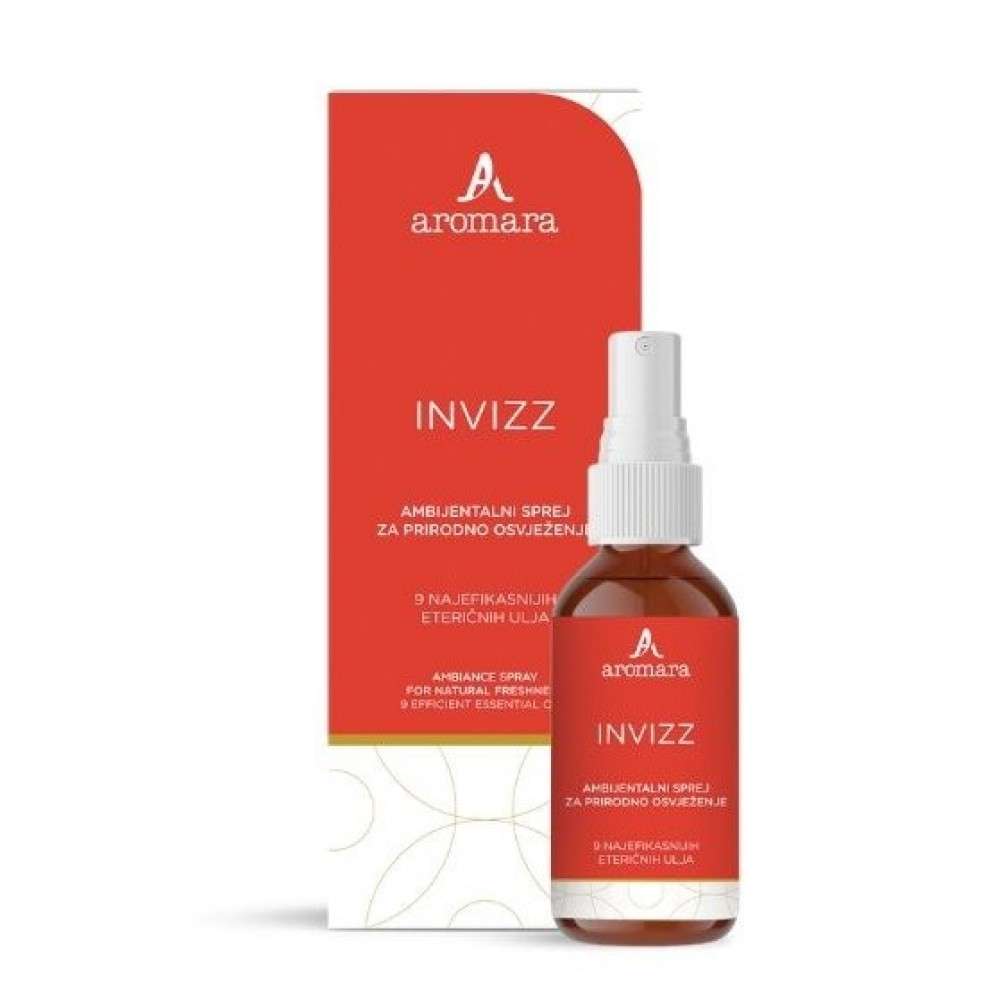 aromara
INVIZZ
AMBIJENTALNI SPREJ
ZA PRIRODNO OSVJEŽENJE
9 NAJEFIKASNIJIH
ETERIČNIH ULJA
AMBIANCE SPRAY
FOR NATURAL FRESHNE
9 EFFICIENT ESSENTIAL O
aromara
INVIZZ
AMBIJENTALNI SPREJ
ZA PRIRODNO OSVJEŽENJE
9 NAJEFIKASNIJIH
ETERIČNIH ULJA